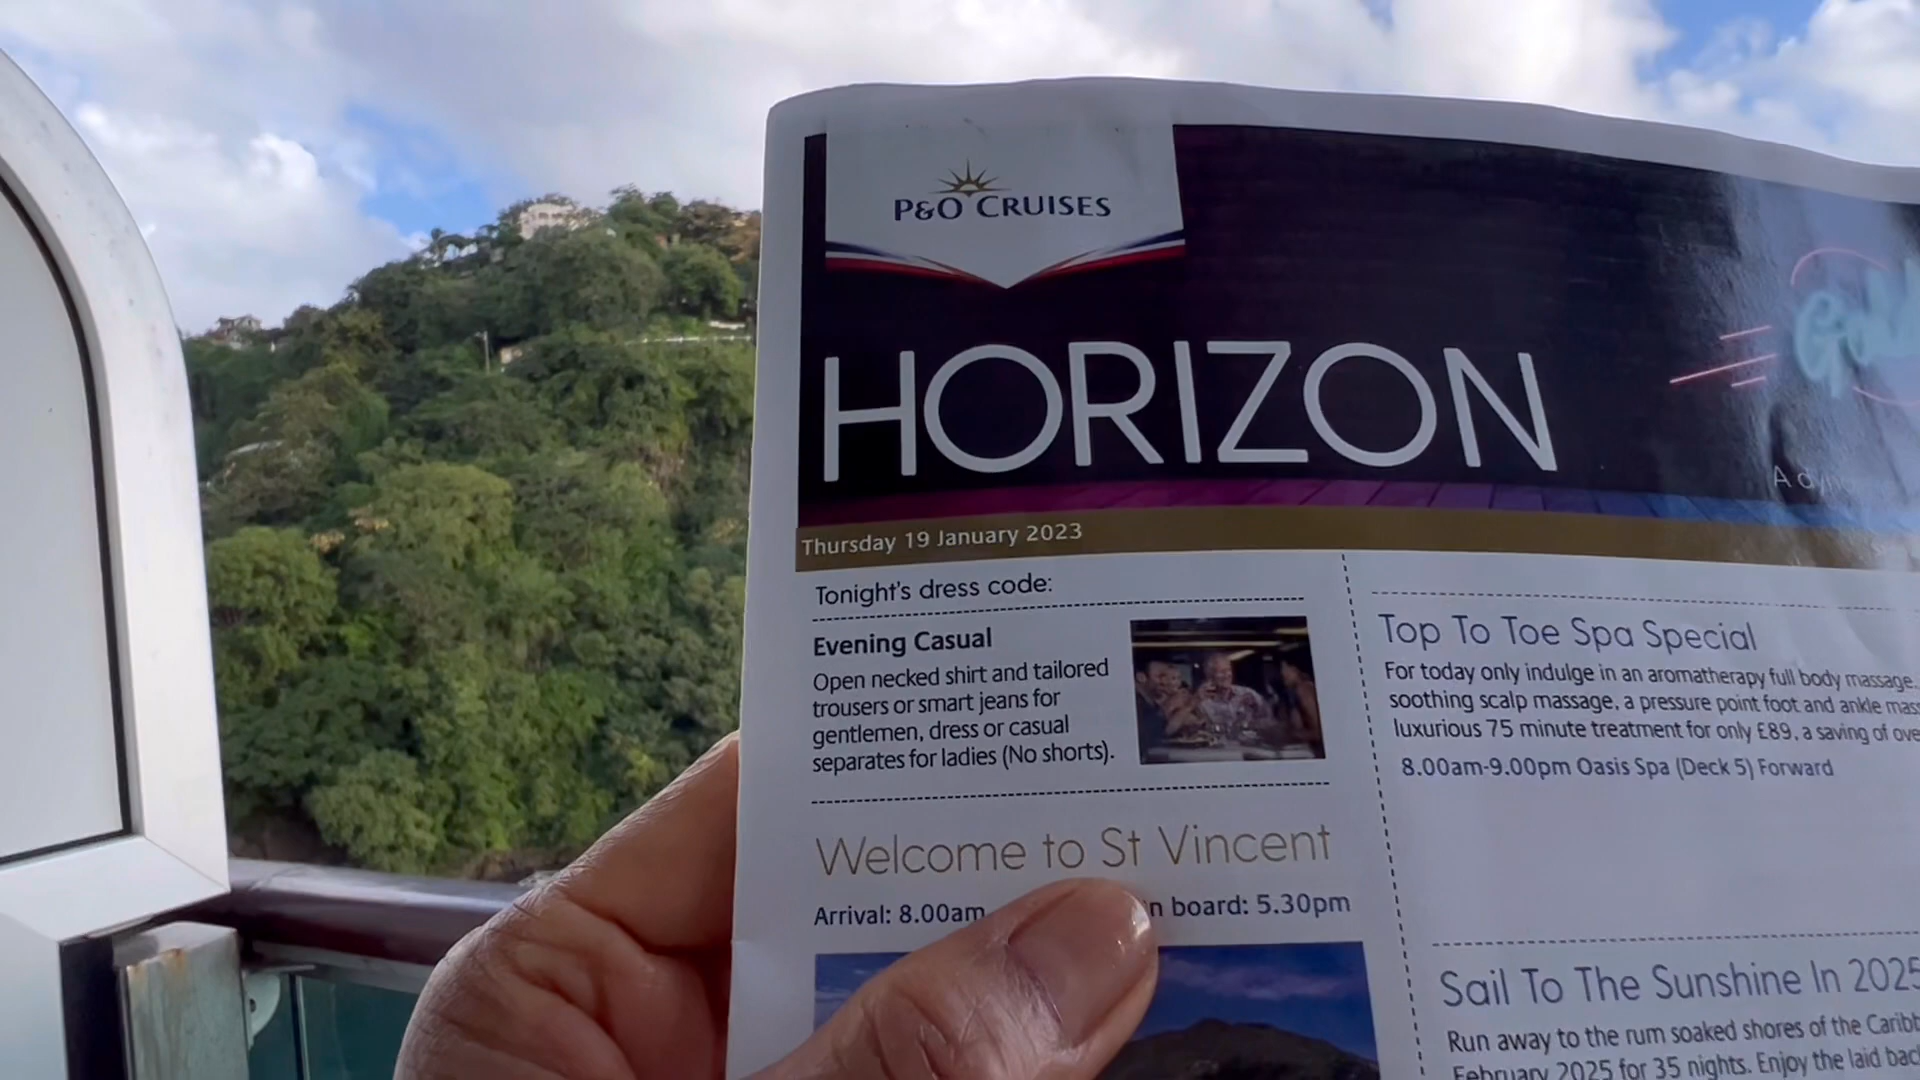 P&O CRUISES
HORIZON
Thursday 19 January 2023
Tonight's dress code:
Evening Casual
Open necked shirt and tailored
trousers or smart jeans for
gentlemen, dress or casual
separates for ladies (No shorts).
Welcome to St Vincent
Arrival: 8.00am
board: 5.30pm
Top To Toe Spa Special
For today only indulge in an aromatherapy full body massage,
soothing scalp massage, a pressure point foot and ankle
luxurious 75 minute treatment for only £89, a saving of
8.00am-9.00pm Oasis Spa (Deck 5) Forward
Sail To The Sunshine In 2025
Run away to the rum soaked shores of the
February 2025 for 35 nights. Enjoy the laid